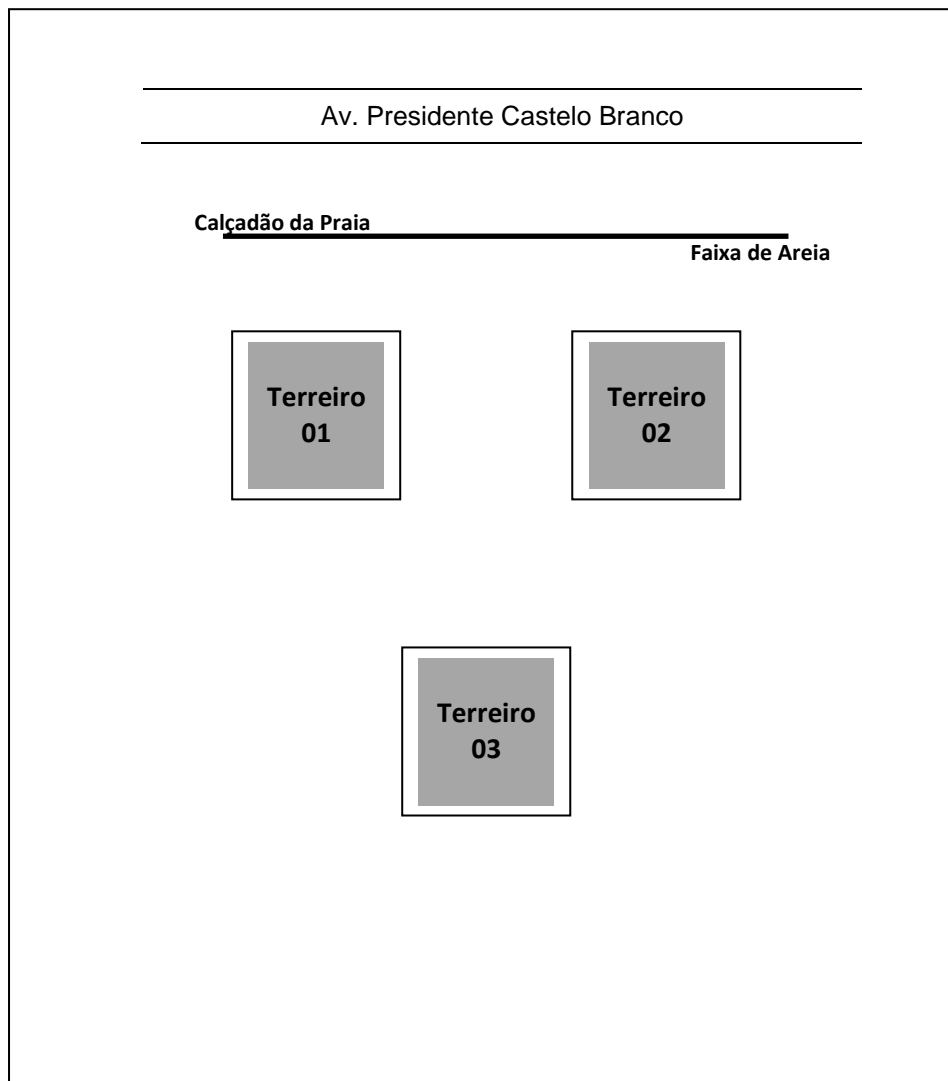 Av. Presidente Castelo Branco
Calçadão da Praia
Faixa de Areia
Terreiro
01
Terreiro
02
Terreiro
03